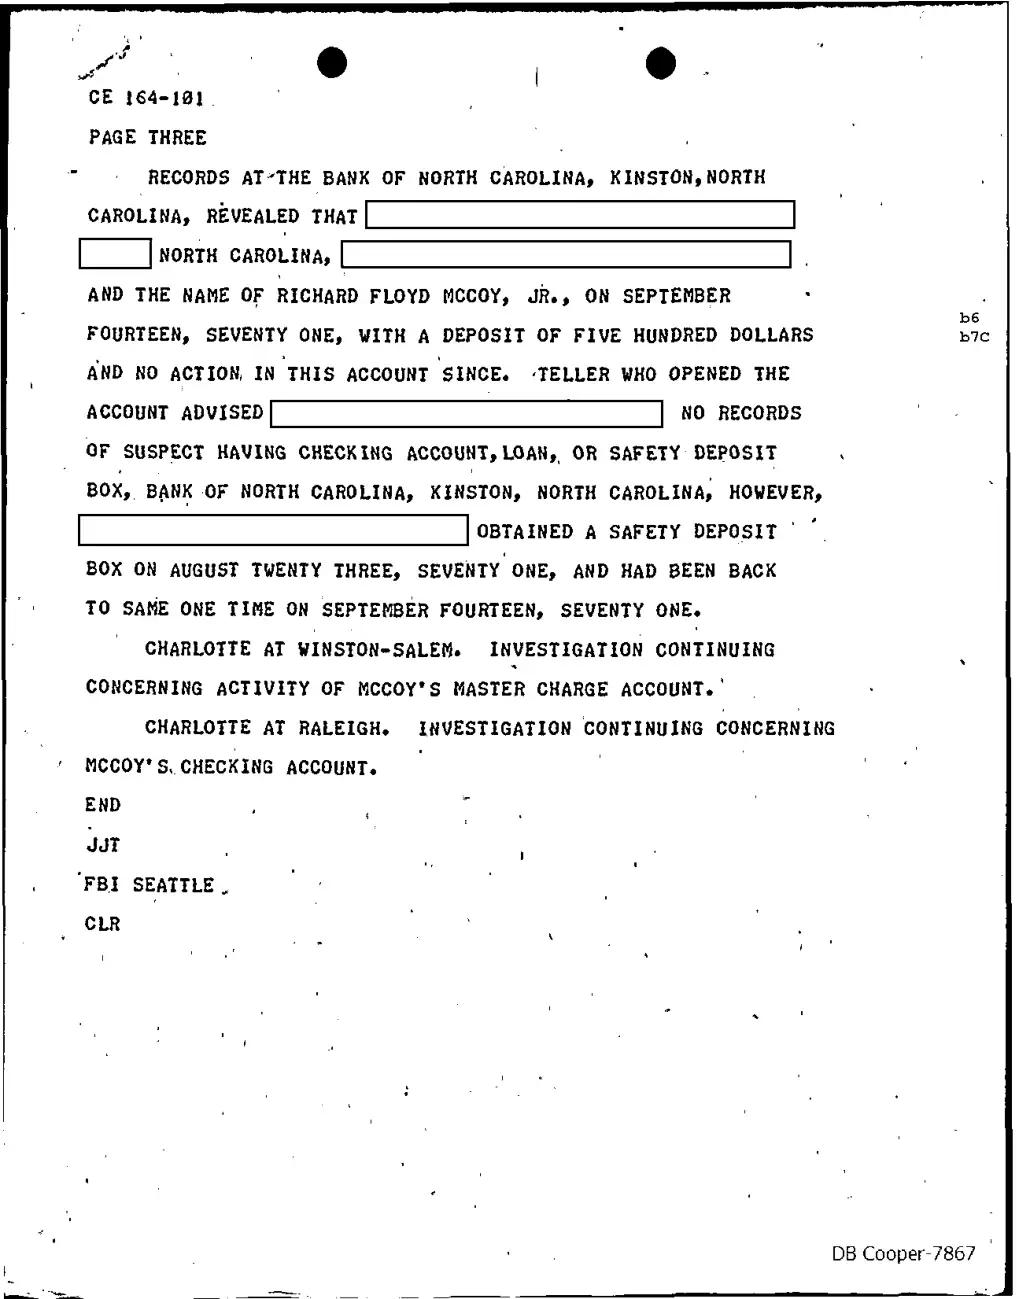 CE 164-101
PAGE THREE
RECORDS AT THE BANK OF NORTH CAROLINA, KINSTON,NORTH
CAROLINA, REVEALED THAT
NORTH CAROLINA,
AND THE NAME OF RICHARD FLOYD MCCOY, JR., ON SEPTEMBER
b6
FOURTEEN, SEVENTY ONE, WITH A DEPOSIT OF FIVE HUNDRED DOLLARS
b7C
AND NO ACTION IN THIS ACCOUNT SINCE. TELLER WHO OPENED THE
ACCOUNT ADVISED NO RECORDS
OF SUSPECT HAVING CHECKING ACCOUNT,LOAN, OR SAFETY DEPOSIT
BOX, BANK OF NORTH CAROLINA, KINSTON, NORTH CAROLINA, HOWEVER,
OBTAINED A SAFETY DEPOSIT
BOX ON AUGUST TWENTY THREE, SEVENTY ONE, AND HAD BEEN BACK
TO SAME ONE TIME ON SEPTEMBER FOURTEEN, SEVENTY ONE.
CHARLOTTE AT WINSTON-SALEM. INVESTIGATION CONTINUING
CONCERNING ACTIVITY OF MCCOY'S MASTER CHARGE ACCOUNT.
CHARLOTTE AT RALEIGH. INVESTIGATION CONTINUING CONCERNING
MCCOY'S CHECKING ACCOUNT.
END
JJT
FBI SEATTLE
CLR
DB Cooper-7867